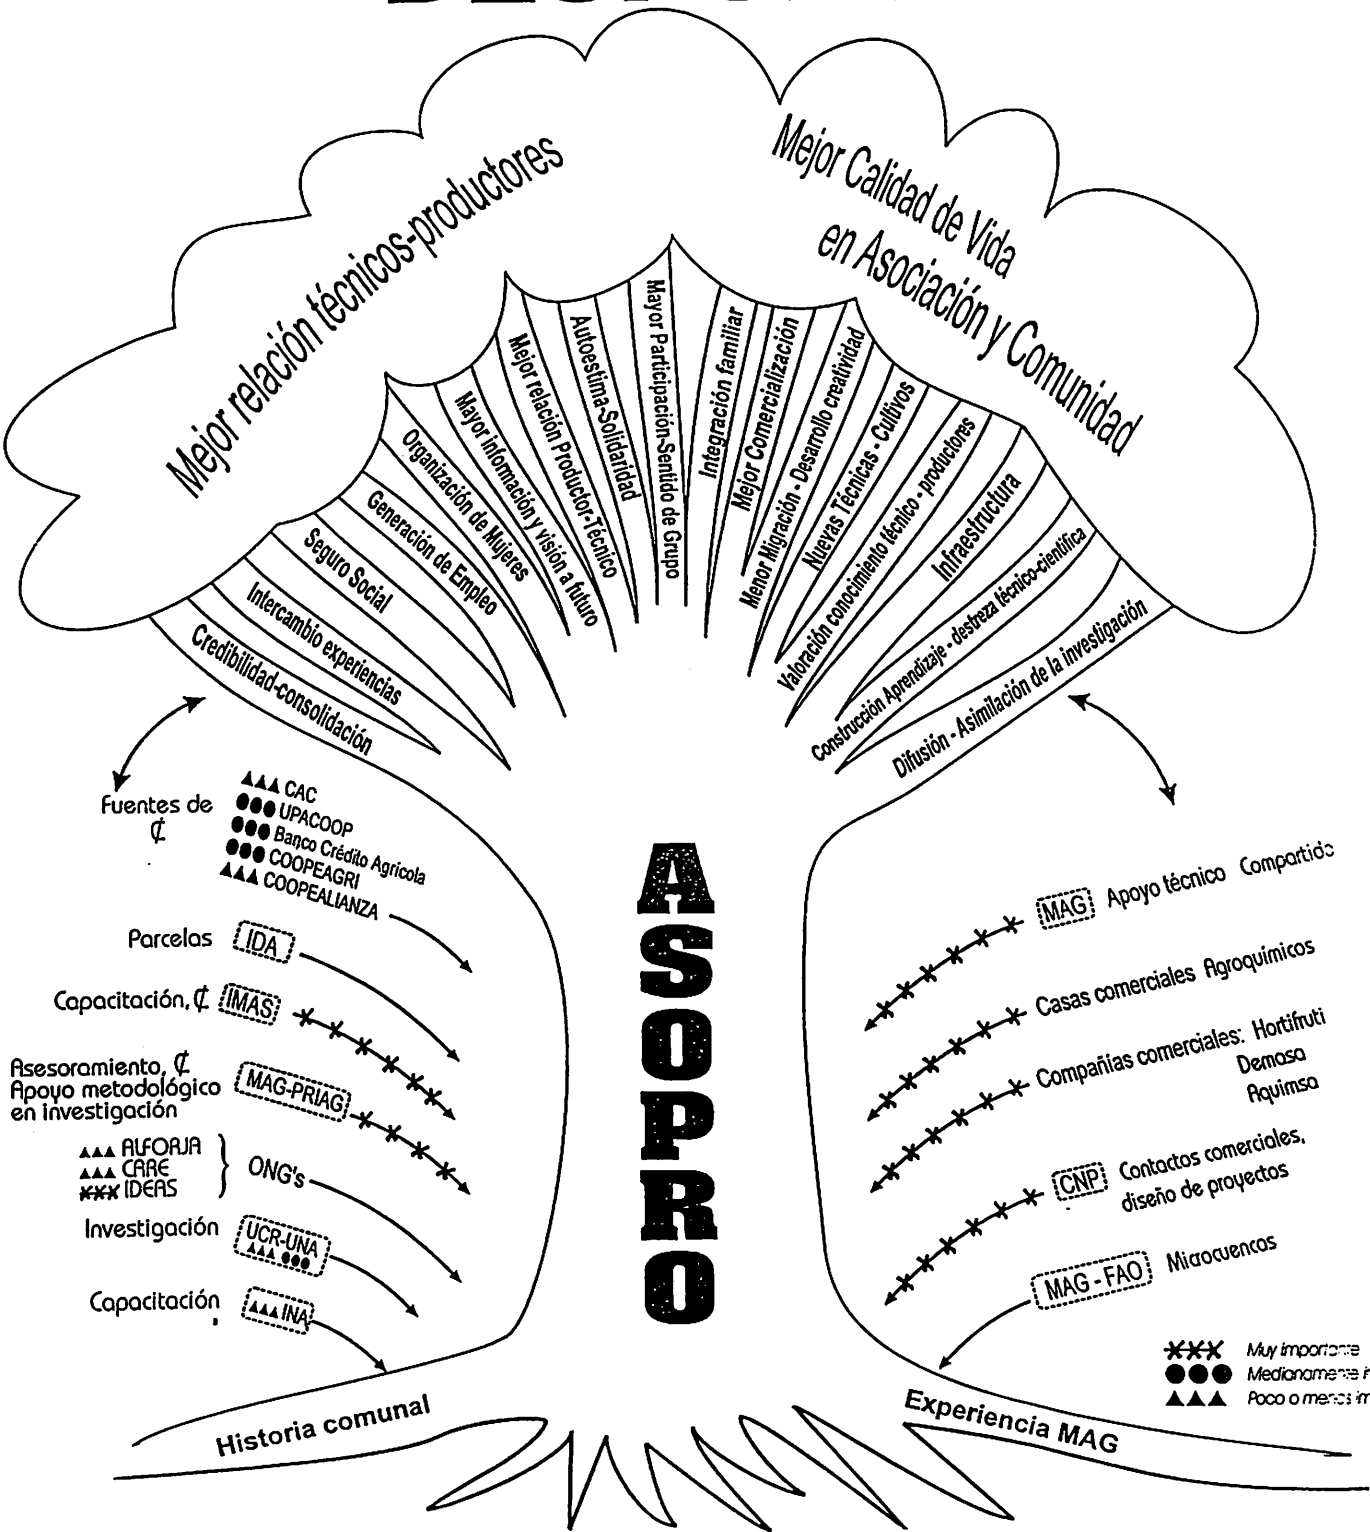 Mejor relación técnicos-productores
Mejor Calidad de Vida
en Asociación y Comunidad
Credibilidad-consolidación
Intercambio experiencias
Seguro Social
Generación de Empleo
Organización de Mujeres
Mayor información y visión a futuro
Mejor relación Productor-Técnico
Autoestima-Solidaridad
Mayor Participación-Sentido de Grupo
Integración familiar
Mejor Comercialización
Menor Migración - Desarrollo creatividad
Nuevas Técnicas - Cultivos
Valoración conocimiento técnico - productores
Infraestructura
Construcción Aprendizaje - destreza técnico-científica
Difusión - Asimilación de la investigación
Fuentes de
₡
▲▲▲ CAC
●●● UPACOOP
●●● Banco Crédito Agrícola
●●● COOPEAGRI
▲▲▲ COOPEALIANZA
Parcelas IDA
Capacitación, ₡ IMAS
Asesoramiento, ₡
Apoyo metodológico
en investigación
MAG-PRIAG
▲▲▲ ALFORJA
▲▲▲ CARE
✶✶✶ IDEAS
ONG's
Investigación UCR-UNA
▲▲▲ ●●●
Capacitación ▲▲▲ INA
ASOPRO
MAG Apoyo técnico Compartido
Casas comerciales Agroquímicos
Compañías comerciales: Hortifruti
Demasa
Aquimsa
CNP Contactos comerciales,
diseño de proyectos
MAG - FAO Microcuencas
✶✶✶ Muy importante
●●● Medianamente
▲▲▲ Poco o menos
Historia comunal
Experiencia MAG